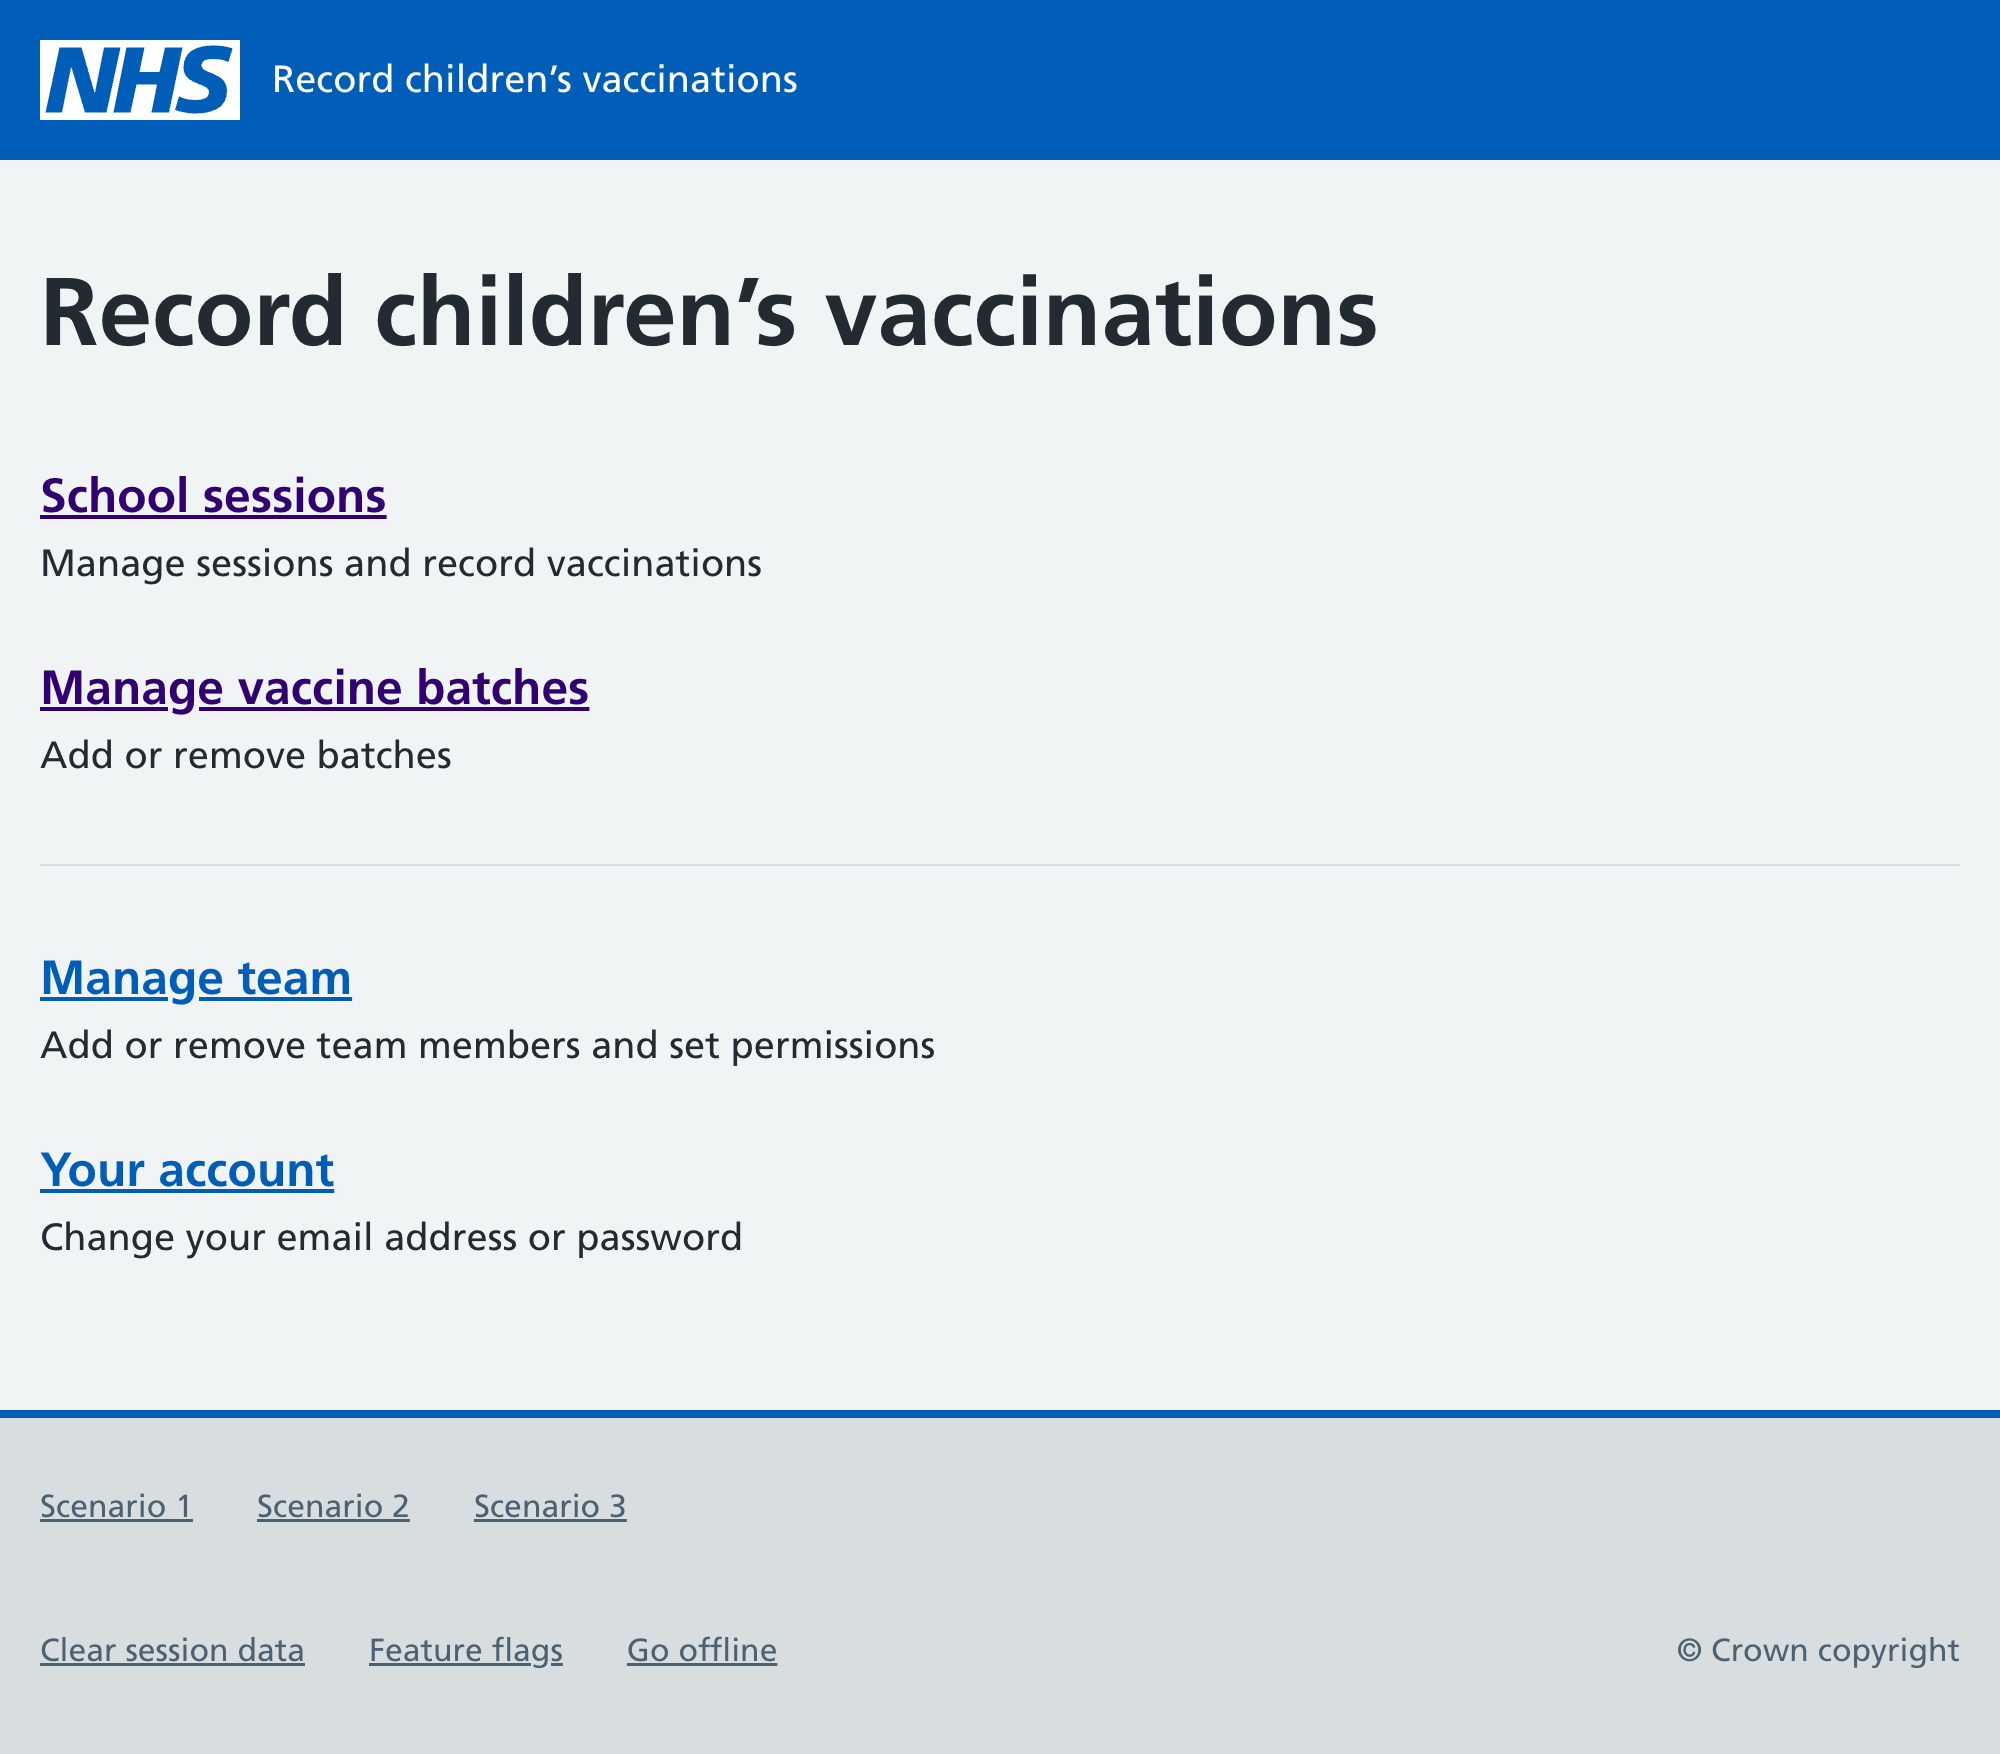 NHS Record children’s vaccinations
Record children’s vaccinations
School sessions
Manage sessions and record vaccinations
Manage vaccine batches
Add or remove batches
Manage team
Add or remove team members and set permissions
Your account
Change your email address or password
Scenario 1 Scenario 2 Scenario 3
Clear session data Feature flags Go offline © Crown copyright